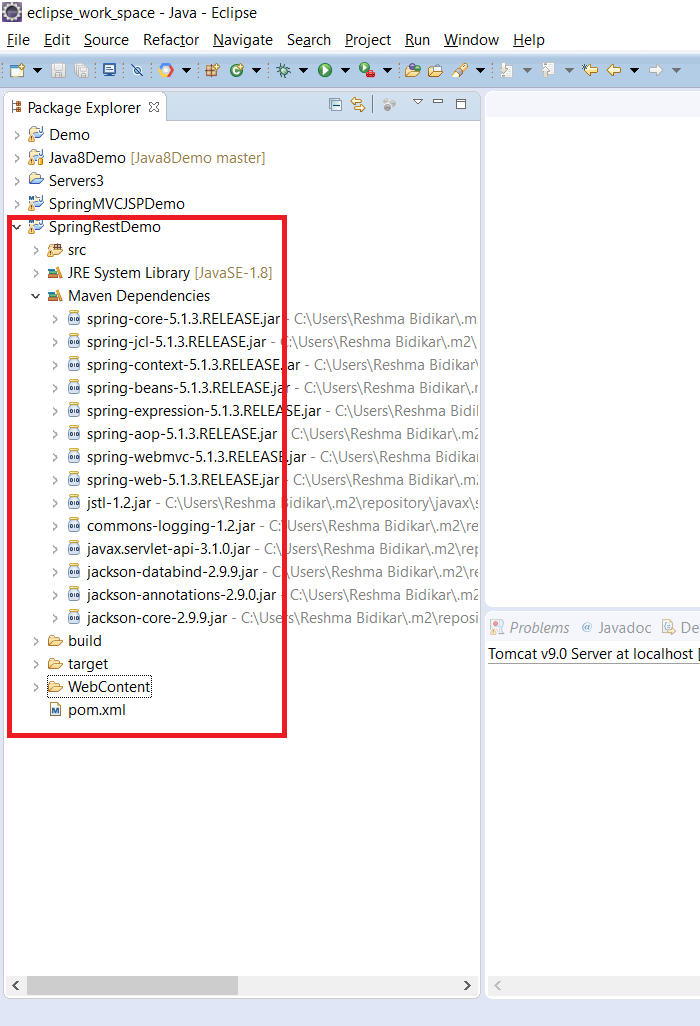 eclipse_work_space - Java - Eclipse
File Edit Source Refactor Navigate Search Project Run Window Help
Package Explorer
Demo
Java8Demo [Java8Demo master]
Servers3
SpringMVCJSPDemo
SpringRestDemo
src
JRE System Library [JavaSE-1.8]
Maven Dependencies
spring-core-5.1.3.RELEASE.jar - C:\Users\Reshma Bidikar\.m
spring-jcl-5.1.3.RELEASE.jar - C:\Users\Reshma Bidikar\.m2\
spring-context-5.1.3.RELEASE.jar - C:\Users\Reshma Bidikar\
spring-beans-5.1.3.RELEASE.jar - C:\Users\Reshma Bidikar\.
spring-expression-5.1.3.RELEASE.jar - C:\Users\Reshma Bidi
spring-aop-5.1.3.RELEASE.jar - C:\Users\Reshma Bidikar\.m2
spring-webmvc-5.1.3.RELEASE.jar - C:\Users\Reshma Bidikar
spring-web-5.1.3.RELEASE.jar - C:\Users\Reshma Bidikar\.m2
jstl-1.2.jar - C:\Users\Reshma Bidikar\.m2\repository\javax\s
commons-logging-1.2.jar - C:\Users\Reshma Bidikar\.m2\re
javax.servlet-api-3.1.0.jar - C:\Users\Reshma Bidikar\.m2\rep
jackson-databind-2.9.9.jar - C:\Users\Reshma Bidikar\.m2\re
jackson-annotations-2.9.0.jar - C:\Users\Reshma Bidikar\.m2
jackson-core-2.9.9.jar - C:\Users\Reshma Bidikar\.m2\reposi
build
target
WebContent
pom.xml
Problems @ Javadoc De
Tomcat v9.0 Server at localhost [